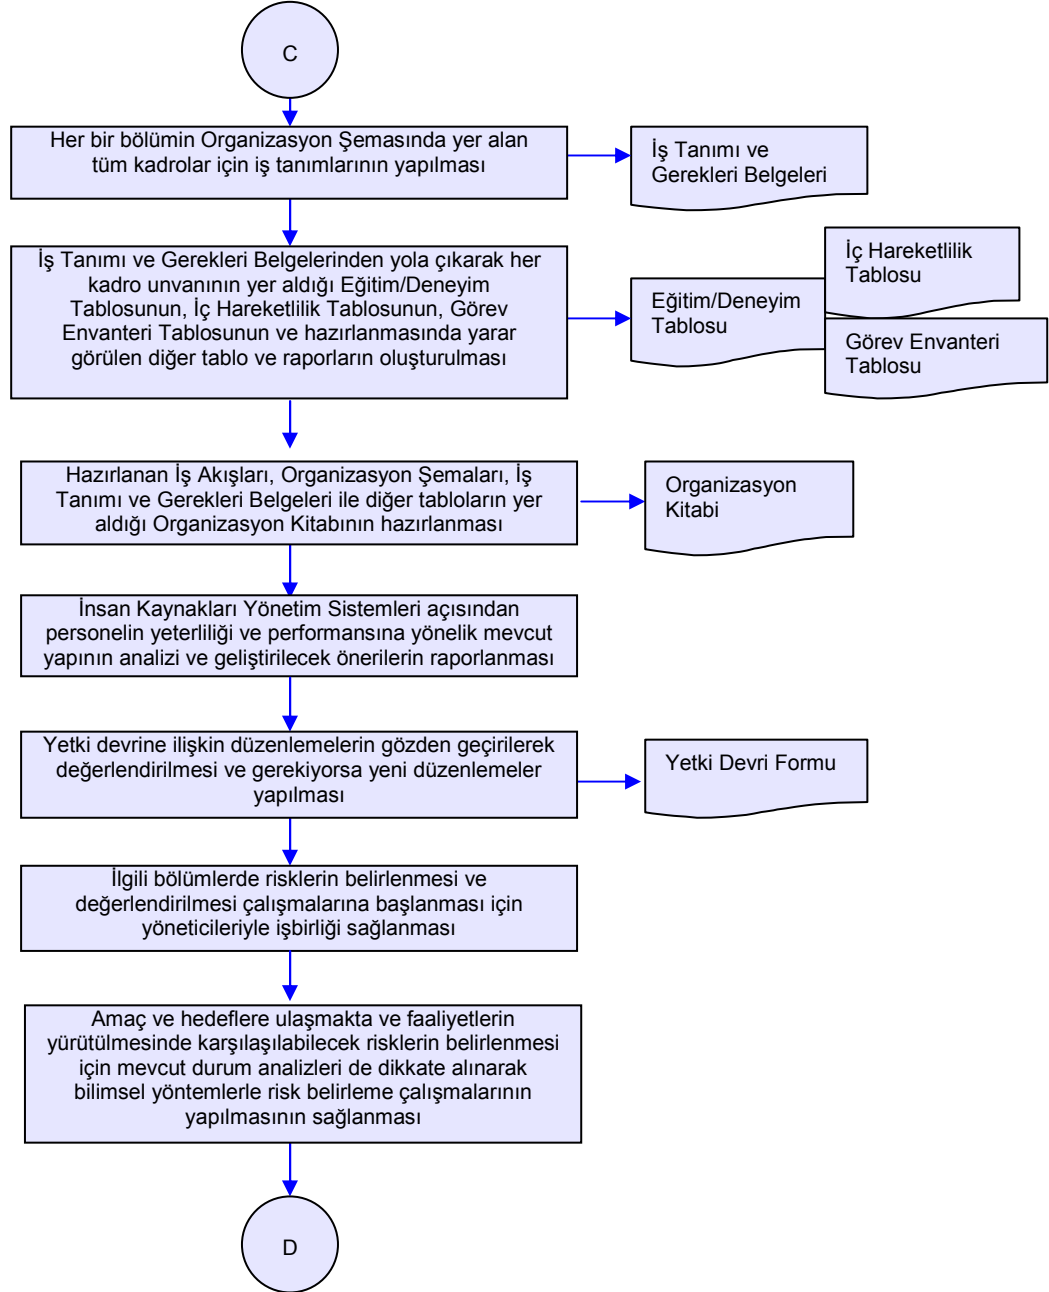 C
Her bir bölümin Organizasyon Şemasında yer alan
tüm kadrolar için iş tanımlarının yapılması
İş Tanımı ve
Gerekleri Belgeleri
İş Tanımı ve Gerekleri Belgelerinden yola çıkarak her
kadro unvanının yer aldığı Eğitim/Deneyim
Tablosunun, İç Hareketlilik Tablosunun, Görev
Envanteri Tablosunun ve hazırlanmasında yarar
görülen diğer tablo ve raporların oluşturulması
Eğitim/Deneyim
Tablosu
İç Hareketlilik
Tablosu
Görev Envanteri
Tablosu
Hazırlanan İş Akışları, Organizasyon Şemaları, İş
Tanımı ve Gerekleri Belgeleri ile diğer tabloların yer
aldığı Organizasyon Kitabının hazırlanması
Organizasyon
Kitabi
İnsan Kaynakları Yönetim Sistemleri açısından
personelin yeterliliği ve performansına yönelik mevcut
yapının analizi ve geliştirilecek önerilerin raporlanması
Yetki devrine ilişkin düzenlemelerin gözden geçirilerek
değerlendirilmesi ve gerekiyorsa yeni düzenlemeler
yapılması
Yetki Devri Formu
İlgili bölümlerde risklerin belirlenmesi ve
değerlendirilmesi çalışmalarına başlanması için
yöneticileriyle işbirliği sağlanması
Amaç ve hedeflere ulaşmakta ve faaliyetlerin
yürütülmesinde karşılaşılabilecek risklerin belirlenmesi
için mevcut durum analizleri de dikkate alınarak
bilimsel yöntemlerle risk belirleme çalışmalarının
yapılmasının sağlanması
D